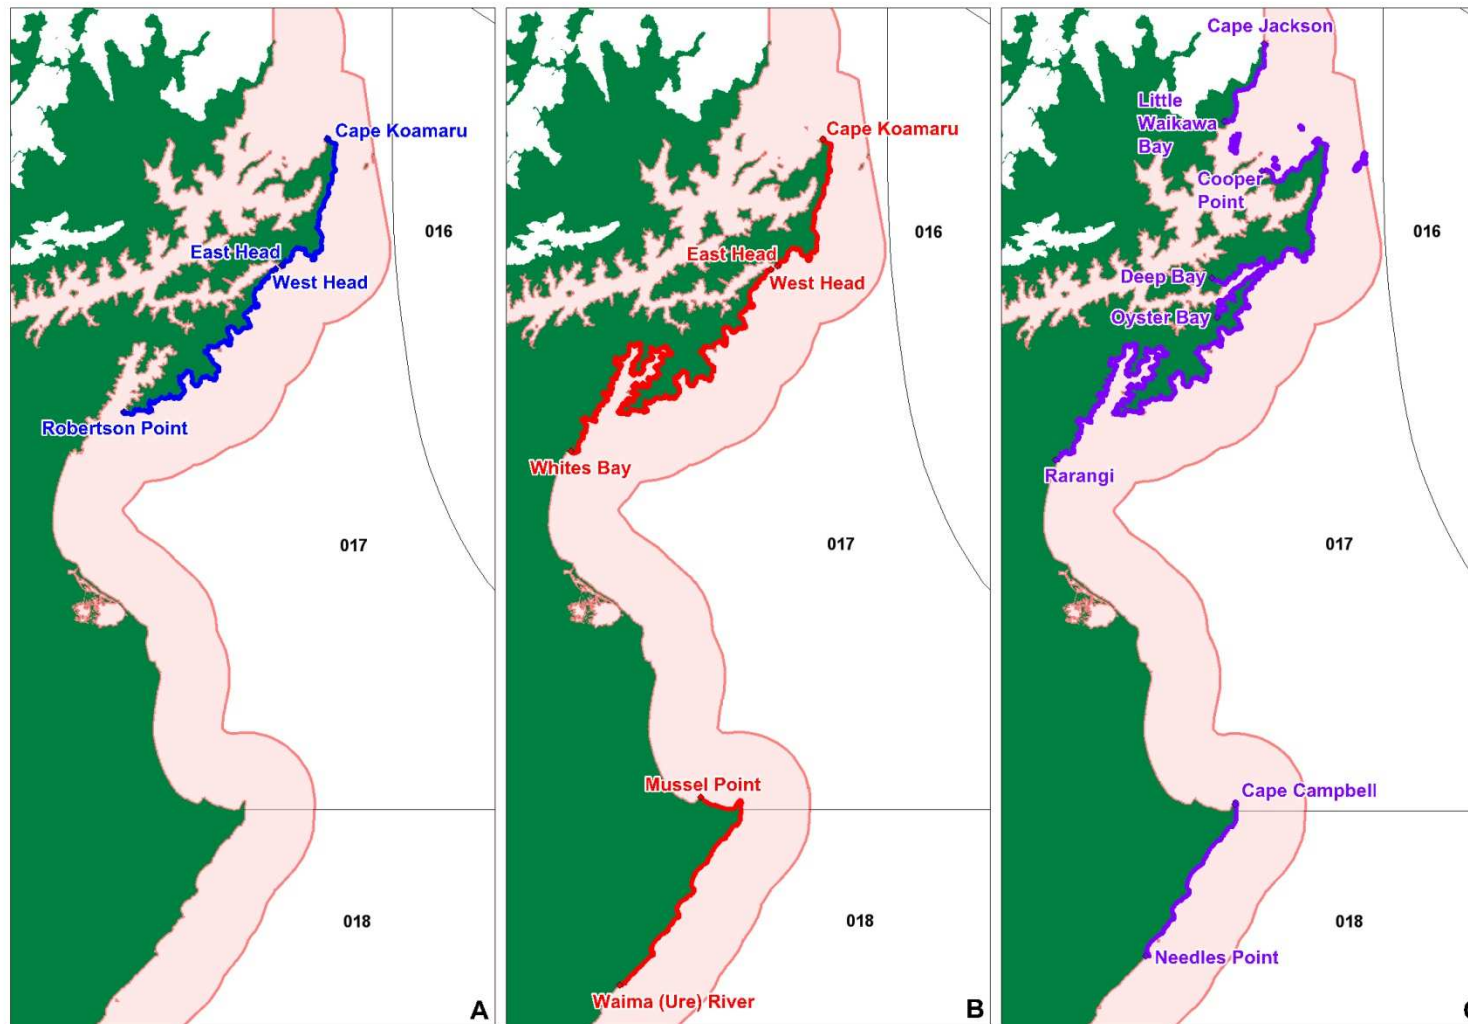 Cape Koamaru
016
East Head
West Head
Robertson Point
017
018
A
Cape Koamaru
016
East Head
West Head
Whites Bay
017
Mussel Point
018
Waima (Ure) River
B
Cape Jackson
Little
Waikawa
Bay
Cooper
Point
016
Deep Bay
Oyster Bay
Rarangi
017
Cape Campbell
018
Needles Point